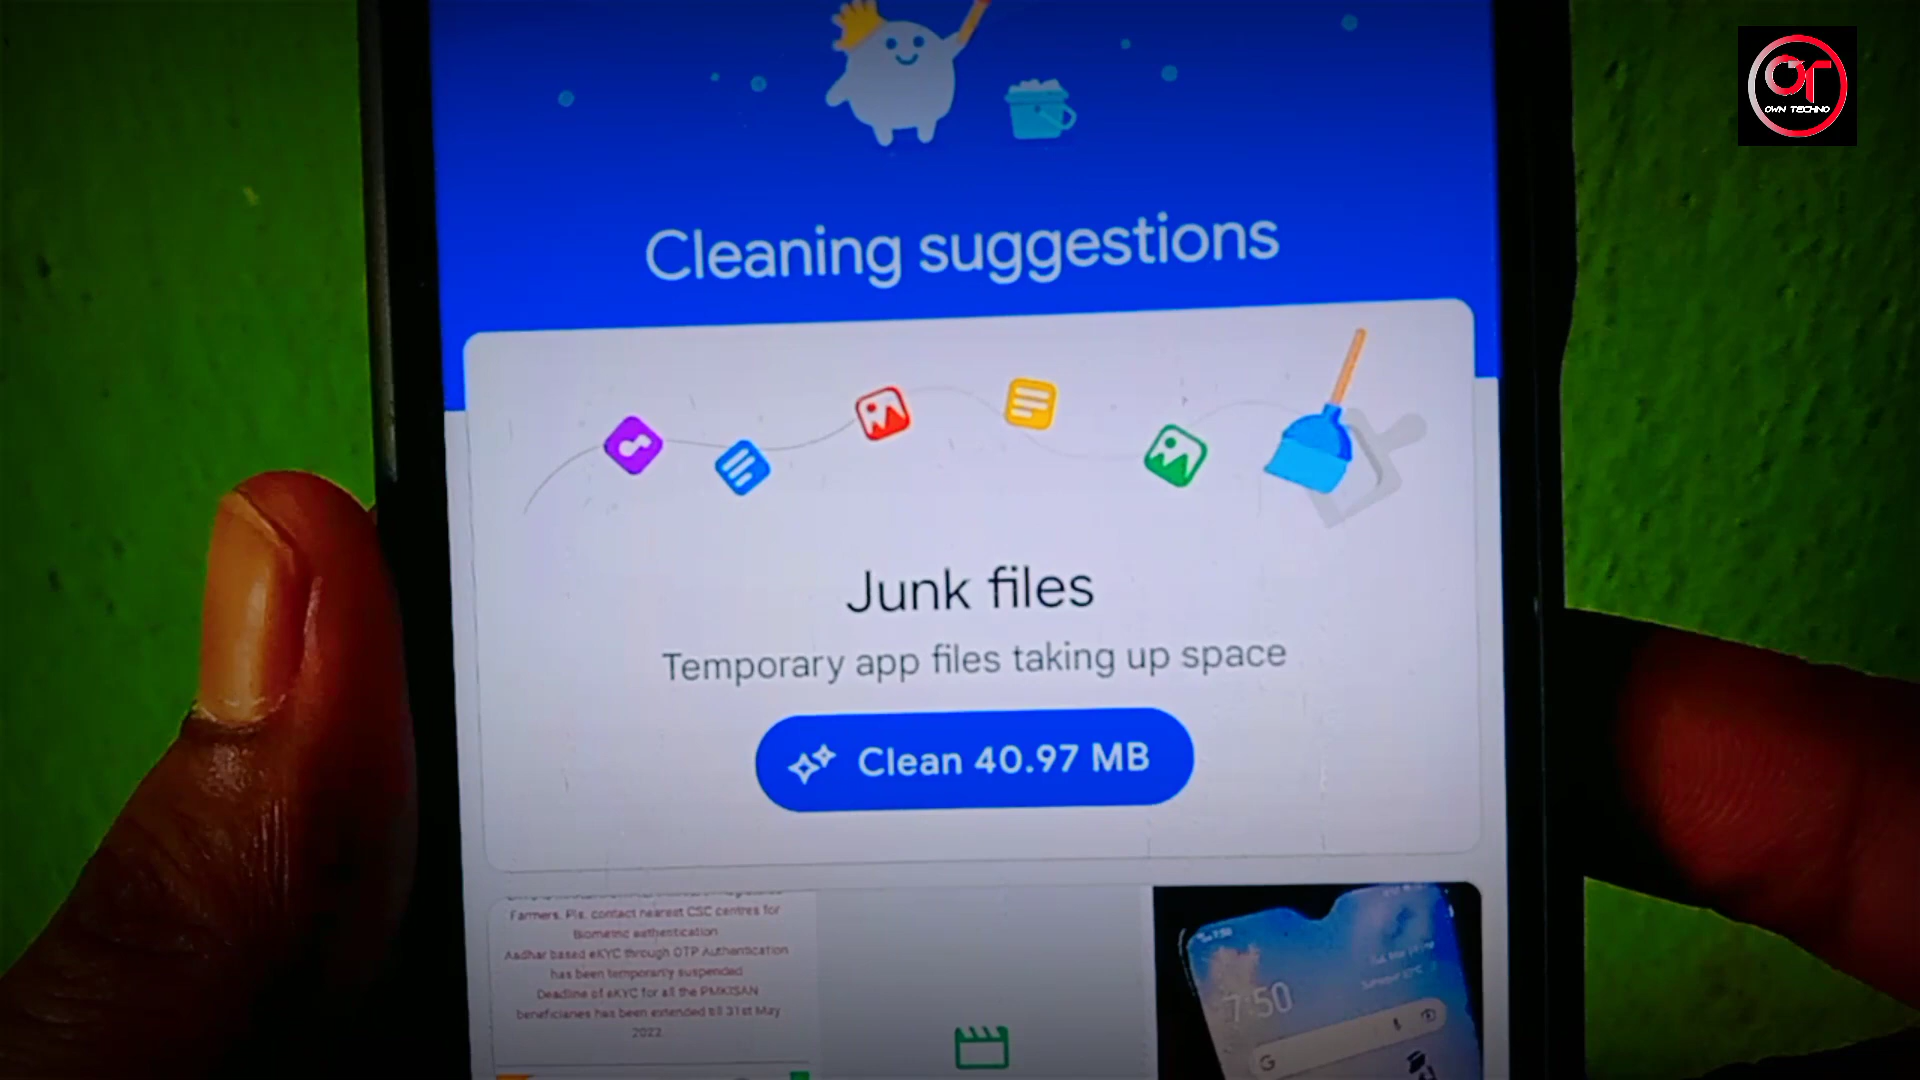 OT
OWN TECHNO
Cleaning suggestions
Junk files
Temporary app files taking up space
Clean 40.97 MB
Farmers. Pls. contact nearest CSC centres for
Biometric authentication
Aadhar based eKYC through OTP Authentication
has been temporarily suspended
Deadline of eKYC for all the PMKISAN
beneficiaries has been extended till 31st May
2022
7:50
G